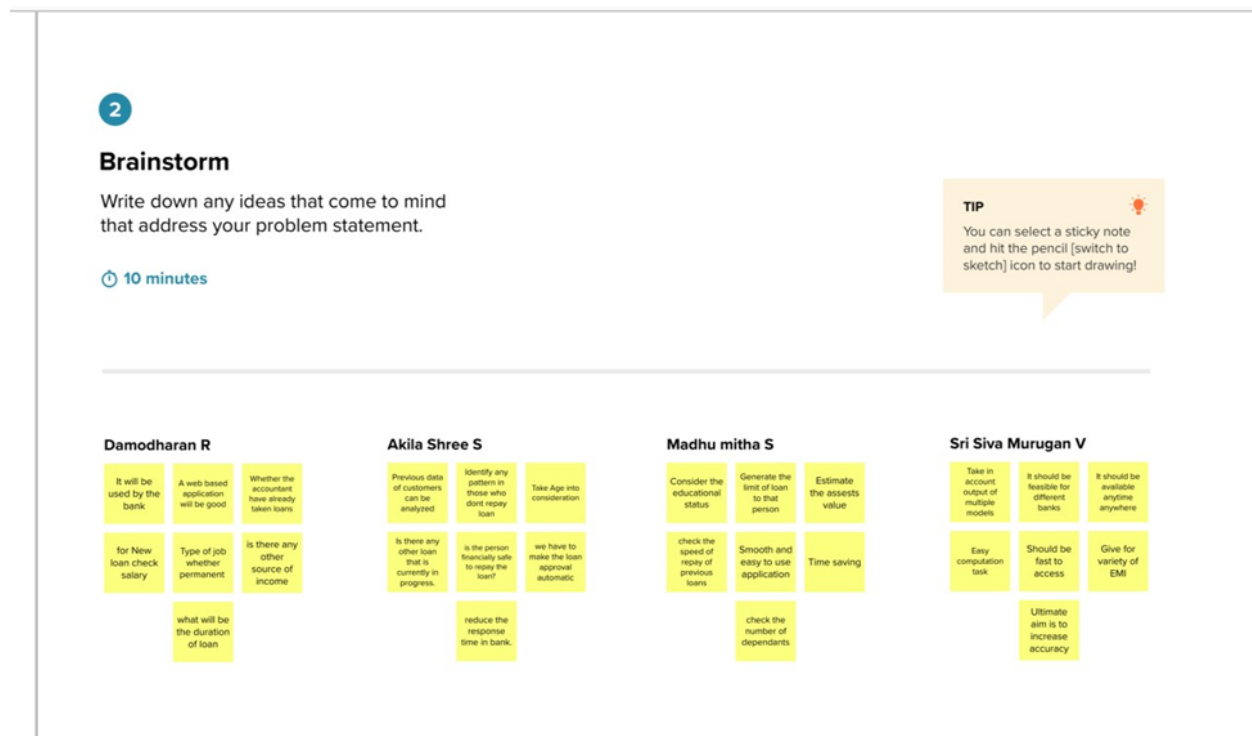 2
Brainstorm
Write down any ideas that come to mind
that address your problem statement.
10 minutes
TIP
You can select a sticky note
and hit the pencil [switch to
sketch] icon to start drawing!
Damodharan R
It will be
used by the
bank
A web based
application
will be good
Whether the
accountant
have already
taken loans
for New
loan check
salary
Type of job
whether
permanent
is there any
other
source of
income
what will be
the duration
of loan
Akila Shree S
Previous data
of customers
can be
analyzed
Identify any
pattern in
those who
dont repay
loan
Take Age into
consideration
Is there any
other loan
that is
currently in
progress.
is the person
financially safe
to repay the
loan?
we have to
make the loan
approval
automatic
reduce the
response
time in bank.
Madhu mitha S
Consider the
educational
status
Generate the
limit of loan
to that
person
Estimate
the assests
value
check the
speed of
repay of
previous
loans
Smooth and
easy to use
application
Time saving
check the
number of
dependants
Sri Siva Murugan V
Take in
account
output of
multiple
models
It should be
feasible for
different
banks
It should be
available
anytime
anywhere
Easy
computation
task
Should be
fast to
access
Give for
variety of
EMI
Ultimate
aim is to
increase
accuracy